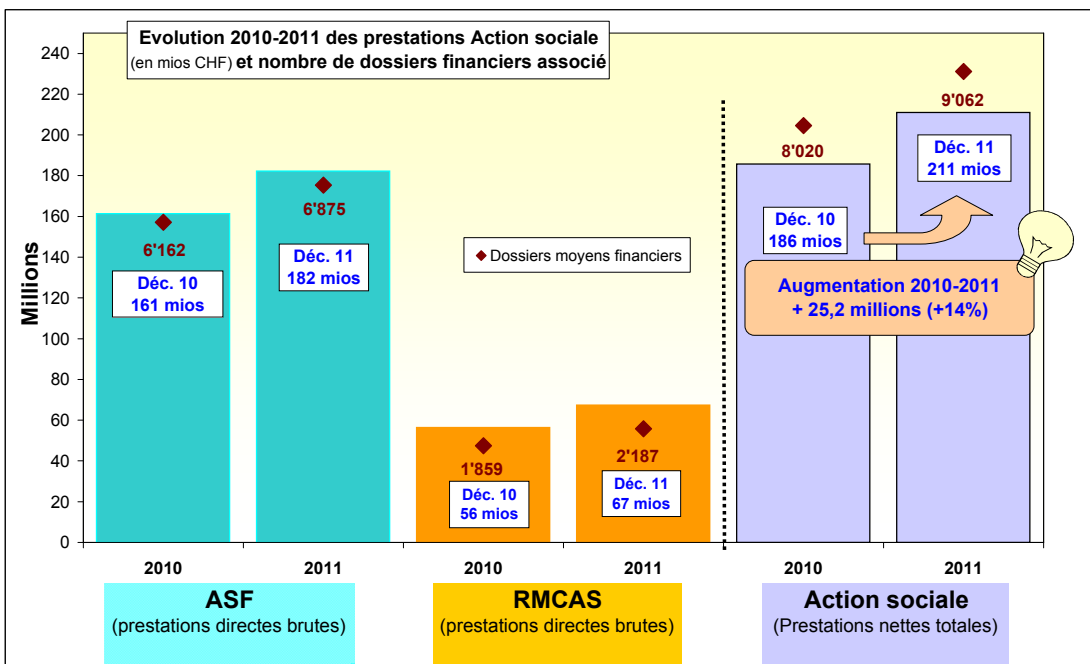 Evolution 2010-2011 des prestations Action sociale
(en mios CHF) et nombre de dossiers financiers associé
Millions
240
220
200
180
160
140
120
100
80
60
40
20
0
6'162
Déc. 10
161 mios
6'875
Déc. 11
182 mios
Dossiers moyens financiers
1'859
Déc. 10
56 mios
2'187
Déc. 11
67 mios
8'020
Déc. 10
186 mios
9'062
Déc. 11
211 mios
Augmentation 2010-2011
+ 25,2 millions (+14%)
2010
2011
2010
2011
2010
2011
ASF
(prestations directes brutes)
RMCAS
(prestations directes brutes)
Action sociale
(Prestations nettes totales)